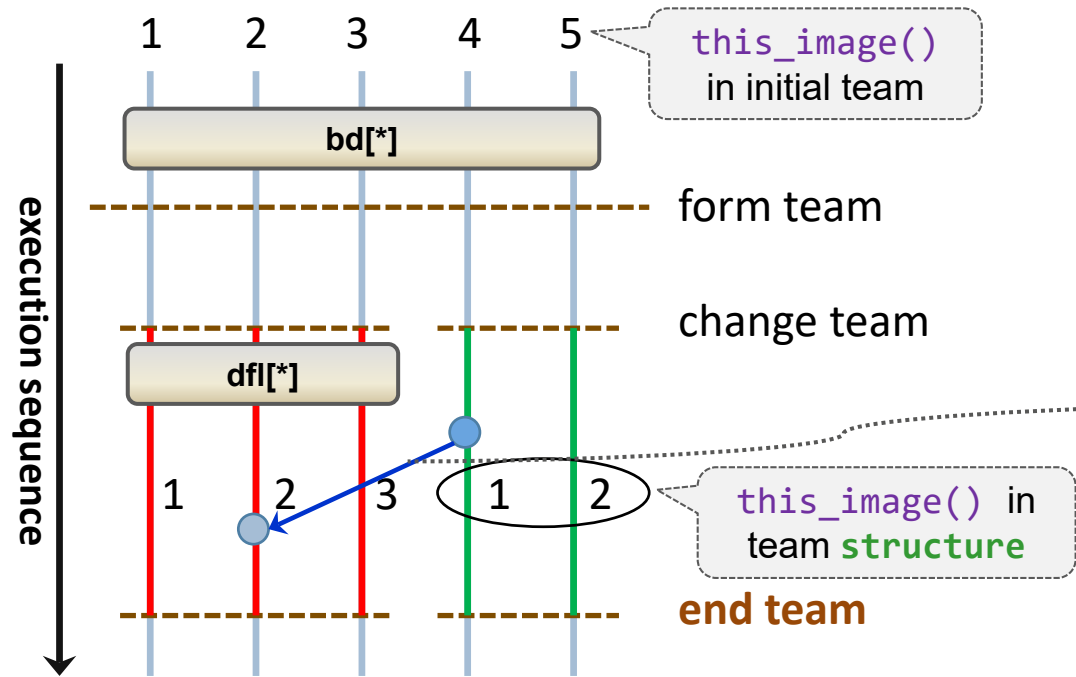 1 2 3 4 5
this_image()
in initial team
bd[*]
form team
execution sequence
change team
dfl[*]
1 2 3 1 2
this_image() in
team structure
end team